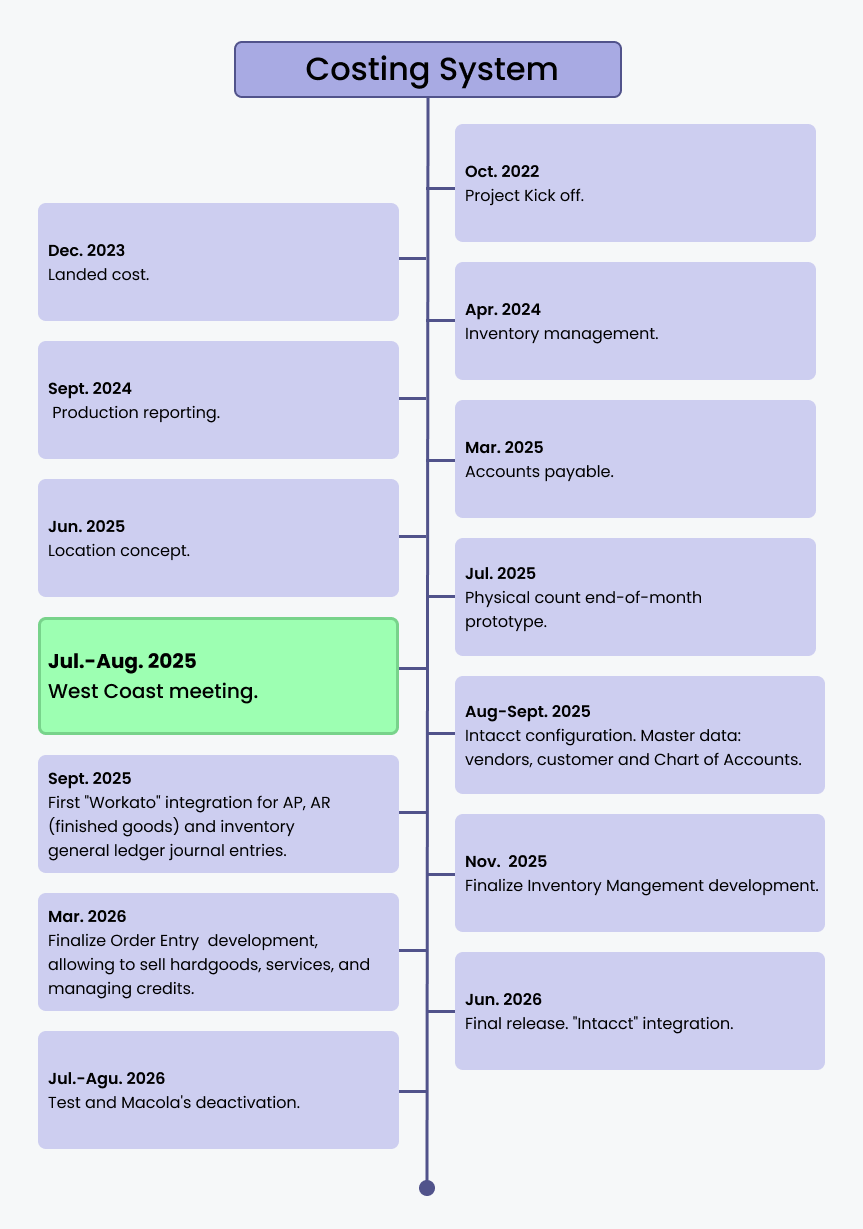 Costing System
Oct. 2022
Project Kick off.
Dec. 2023
Landed cost.
Apr. 2024
Inventory management.
Sept. 2024
Production reporting.
Mar. 2025
Accounts payable.
Jun. 2025
Location concept.
Jul. 2025
Physical count end-of-month
prototype.
Jul.-Aug. 2025
West Coast meeting.
Aug-Sept. 2025
Intacct configuration. Master data:
vendors, customer and Chart of Accounts.
Sept. 2025
First "Workato" integration for AP, AR
(finished goods) and inventory
general ledger journal entries.
Nov.  2025
Finalize Inventory Mangement development.
Mar. 2026
Finalize Order Entry  development,
allowing to sell hardgoods, services, and
managing credits.
Jun. 2026
Final release. "Intacct" integration.
Jul.-Agu. 2026
Test and Macola's deactivation.